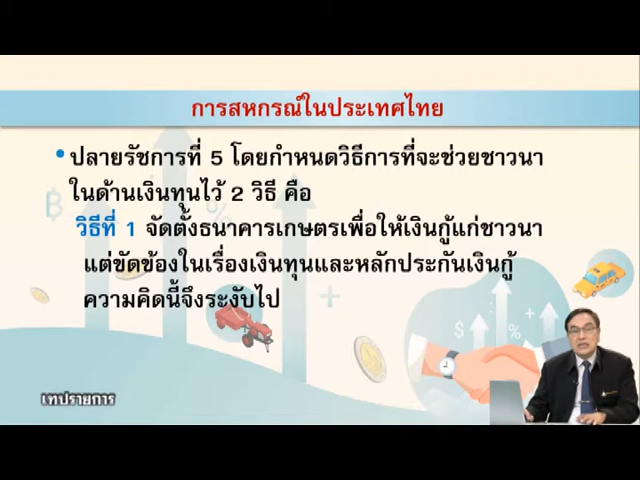 การสหกรณ์ในประเทศไทย
• ปลายรัชการที่ 5 โดยกำหนดวิธีการที่จะช่วยชาวนา
ในด้านเงินทุนไว้ 2 วิธี คือ
วิธีที่ 1 จัดตั้งธนาคารเกษตรเพื่อให้เงินกู้แก่ชาวนา
แต่ขัดข้องในเรื่องเงินทุนและหลักประกันเงินกู้
ความคิดนี้จึงระงับไป
เทปรายการ